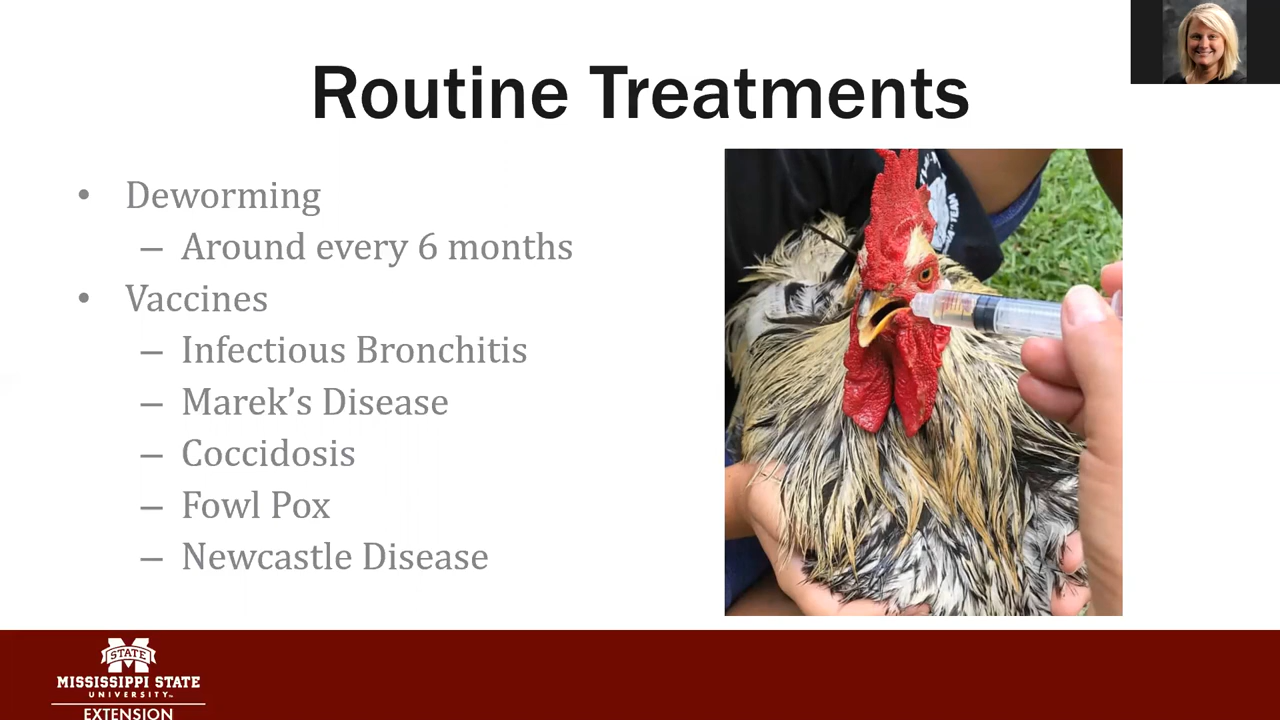 Routine Treatments
• Deworming
– Around every 6 months
• Vaccines
– Infectious Bronchitis
– Marek’s Disease
– Coccidosis
– Fowl Pox
– Newcastle Disease
STATE
MISSISSIPPI STATE
UNIVERSITY™
EXTENSION